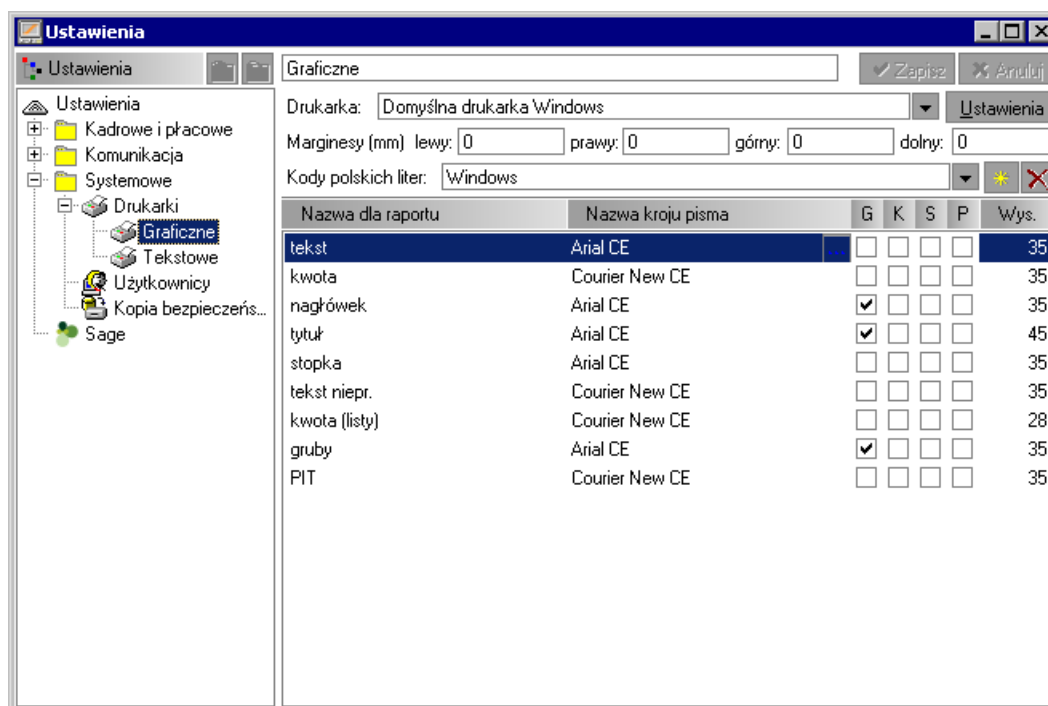 Ustawienia
Ustawienia
Graficzne
Zapisz
Anuluj
Ustawienia
Kadrowe i płacowe
Komunikacja
Systemowe
Drukarki
Graficzne
Tekstowe
Użytkownicy
Kopia bezpieczeńs...
Sage
Drukarka: Domyślna drukarka Windows Ustawienia
Marginesy (mm) lewy: 0 prawy: 0 górny: 0 dolny: 0
Kody polskich liter: Windows
Nazwa dla raportu Nazwa kroju pisma G K S P Wys.
tekst Arial CE ... 35
kwota Courier New CE 35
nagłówek Arial CE 35
tytuł Arial CE 45
stopka Arial CE 35
tekst niepr. Courier New CE 35
kwota (listy) Courier New CE 28
gruby Arial CE 35
PIT Courier New CE 35